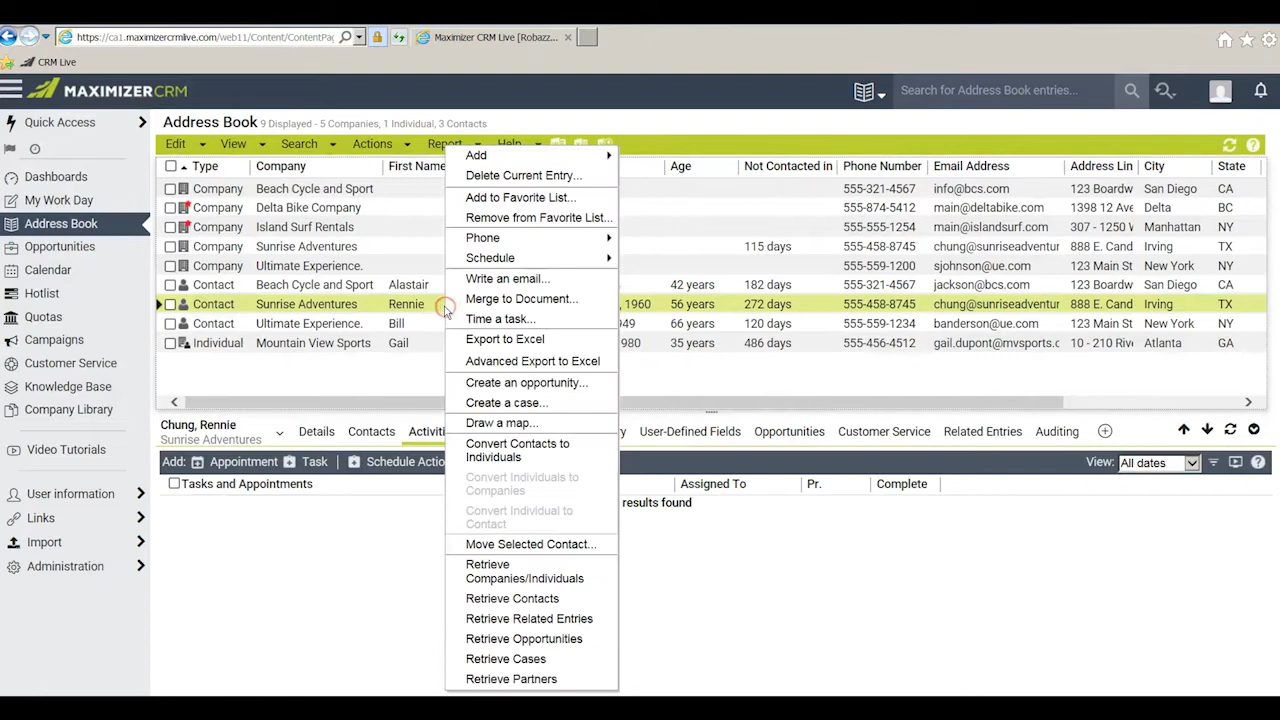 https://ca1.maximizercrmlive.com/web11/Content/ContentPa
Maximizer CRM Live [Robazz...
CRM Live
MAXIMIZERCRM
Search for Address Book entries...
Quick Access
Dashboards
My Work Day
Address Book
Opportunities
Calendar
Hotlist
Quotas
Campaigns
Customer Service
Knowledge Base
Company Library
Video Tutorials
User information
Links
Import
Administration
Address Book 9 Displayed - 5 Companies, 1 Individual, 3 Contacts
Edit View Search Actions Report Help
Type Company First Name Age Not Contacted in Phone Number Email Address Address Lin City State
Company Beach Cycle and Sport 555-321-4567 info@bcs.com 123 Boardw San Diego CA
Company Delta Bike Company 555-874-5412 main@deltabike.com 1398 12 Ave Delta BC
Company Island Surf Rentals 555-555-1254 main@islandsurf.com 307 - 1250 V Manhattan NY
Company Sunrise Adventures 115 days 555-458-8745 chung@sunriseadventur 888 E. Cand Irving TX
Company Ultimate Experience. 555-559-1200 sjohnson@ue.com 123 Main St New York NY
Contact Beach Cycle and Sport Alastair 42 years 182 days 555-321-4567 jackson@bcs.com 123 Boardw San Diego CA
Contact Sunrise Adventures Rennie , 1960 56 years 272 days 555-458-8745 chung@sunriseadventur 888 E. Cand Irving TX
Contact Ultimate Experience. Bill 949 66 years 120 days 555-559-1234 banderson@ue.com 123 Main St New York NY
Individual Mountain View Sports Gail 980 35 years 346 days 555-456-4512 gail.dupont@mvsports.c 10 - 210 Riv Atlanta GA
Add
Delete Current Entry...
Add to Favorite List...
Remove from Favorite List...
Phone
Schedule
Write an email...
Merge to Document...
Time a task...
Export to Excel
Advanced Export to Excel
Create an opportunity...
Create a case...
Draw a map...
Convert Contacts to
Individuals
Convert Individuals to
Companies
Convert Individual to
Contact
Move Selected Contact...
Retrieve
Companies/Individuals
Retrieve Contacts
Retrieve Related Entries
Retrieve Opportunities
Retrieve Cases
Retrieve Partners
Chung, Rennie
Sunrise Adventures
Details Contacts Activiti y User-Defined Fields Opportunities Customer Service Related Entries Auditing
Add: Appointment Task Schedule Actio View: All dates
Tasks and Appointments Assigned To Pr. Complete
results found